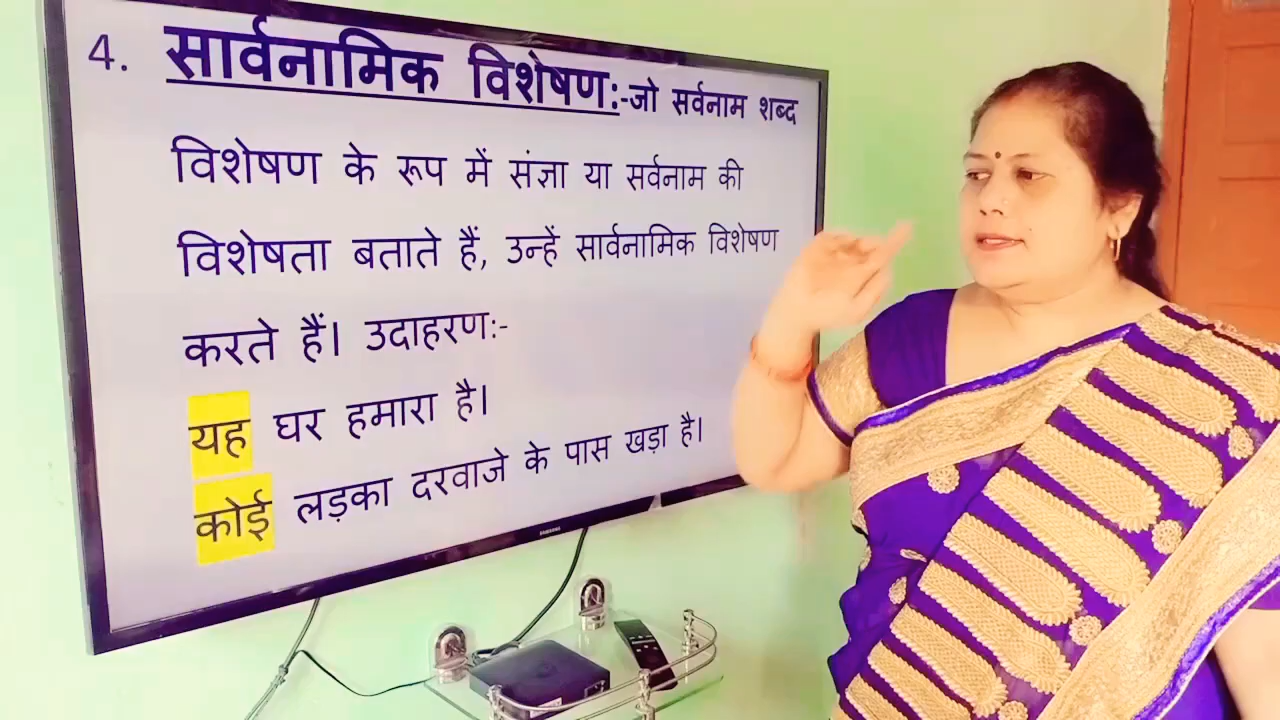 4. सार्वनामिक विशेषण:-जो सर्वनाम शब्द
विशेषण के रूप में संज्ञा या सर्वनाम की
विशेषता बताते हैं, उन्हें सार्वनामिक विशेषण
करते हैं। उदाहरण:-
यह घर हमारा है।
कोई लड़का दरवाजे के पास खड़ा है।
SAMSUNG